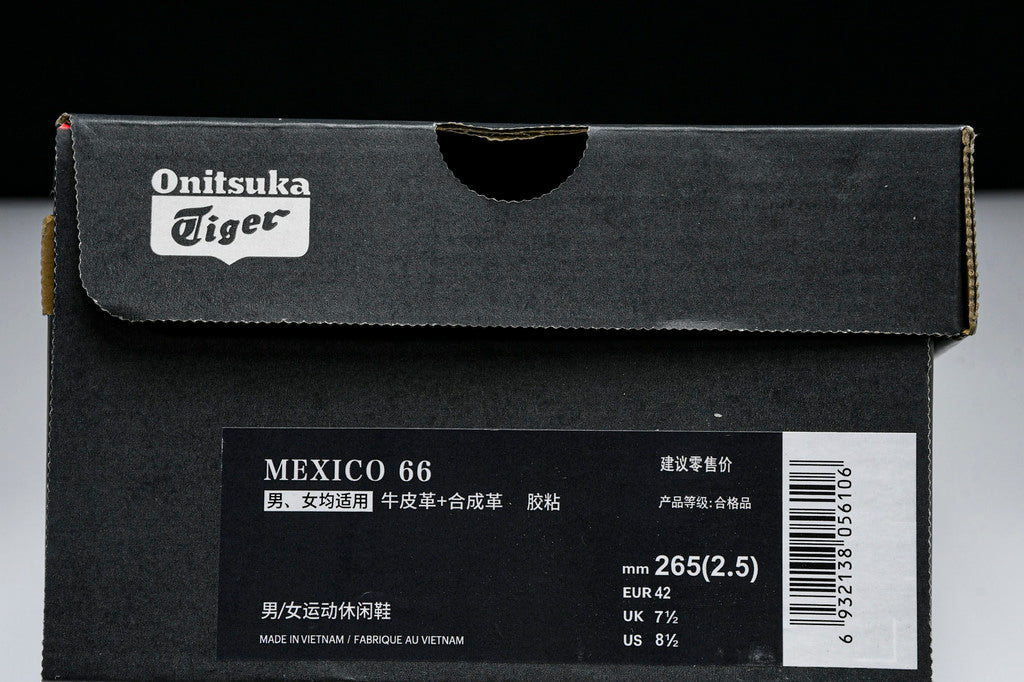 Onitsuka
Tiger
MEXICO 66
男、女均适用 牛皮革+合成革 胶粘
男/女运动休闲鞋
MADE IN VIETNAM / FABRIQUE AU VIETNAM
建议零售价
产品等级:合格品
mm 265(2.5)
EUR 42
UK 7½
US 8½
6 932138 056106